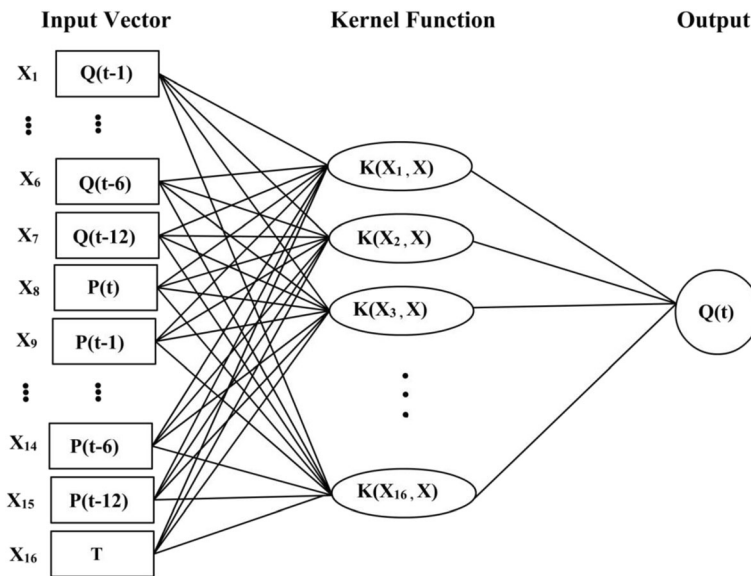 Input Vector Kernel Function Output
X₁ Q(t-1)
X₆ Q(t-6)
X₇ Q(t-12)
X₈ P(t)
X₉ P(t-1)
X₁₄ P(t-6)
X₁₅ P(t-12)
X₁₆ T
K(X₁, X)
K(X₂, X)
K(X₃, X)
K(X₁₆, X)
Q(t)